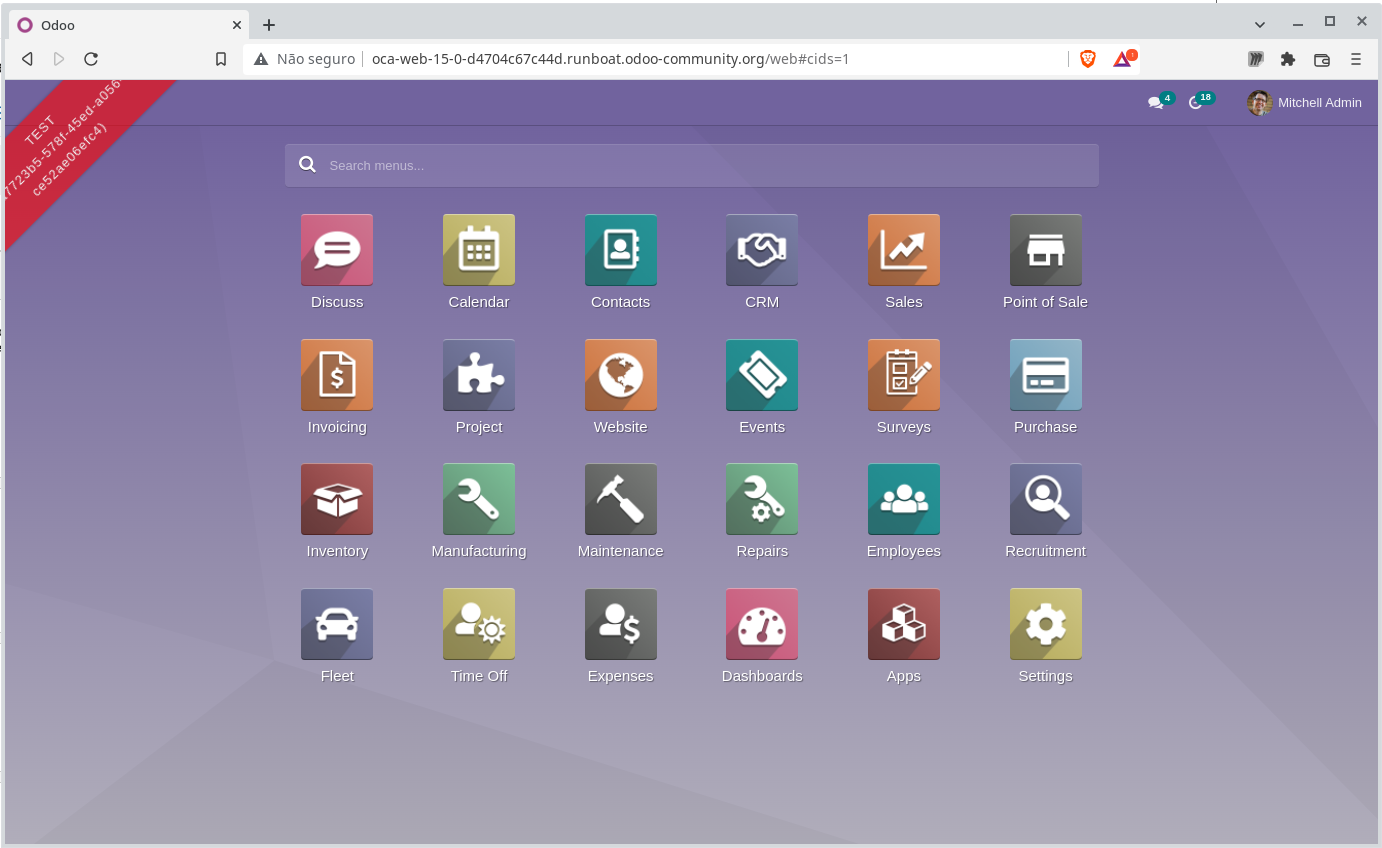 Odoo
Não seguro
oca-web-15-0-d4704c67c44d.runboat.odoo-community.org/web#cids=1
TEST
7723b5-578f-45ed-a056-
ce52ae06efc4)
4
18
Mitchell Admin
Search menus...
Discuss
Calendar
Contacts
CRM
Sales
Point of Sale
Invoicing
Project
Website
Events
Surveys
Purchase
Inventory
Manufacturing
Maintenance
Repairs
Employees
Recruitment
Fleet
Time Off
Expenses
Dashboards
Apps
Settings